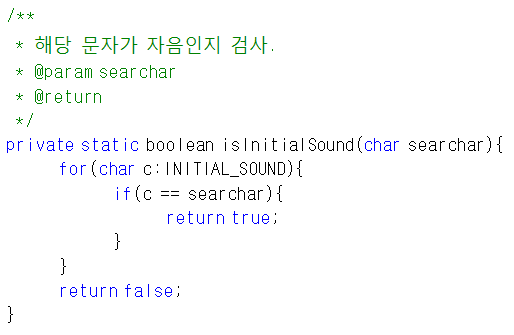 /**
 * 해당 문자가 자음인지 검사.
 * @param searchar
 * @return
 */
private static boolean isInitialSound(char searchar){
for(char c:INITIAL_SOUND){
if(c == searchar){
return true;
}
}
return false;
}